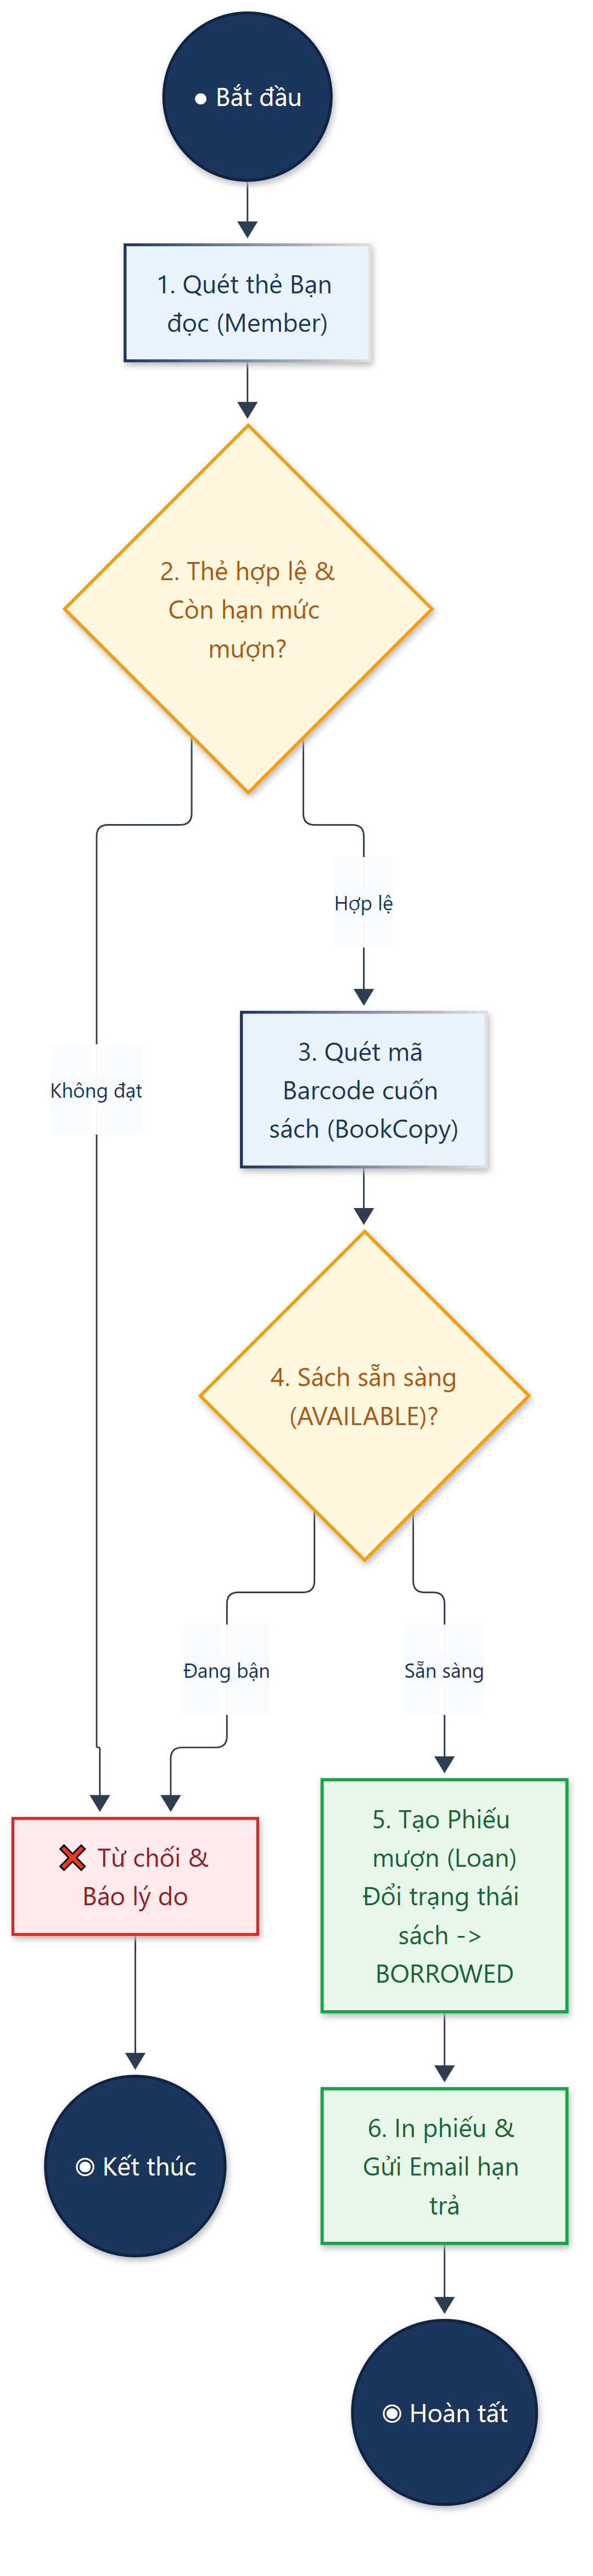 ● Bắt đầu
1. Quét thẻ Bạn
đọc (Member)
2. Thẻ hợp lệ &
Còn hạn mức
mượn?
Hợp lệ
3. Quét mã
Barcode cuốn
sách (BookCopy)
Không đạt
4. Sách sẵn sàng
(AVAILABLE)?
Đang bận
Sẵn sàng
❌ Từ chối &
Báo lý do
5. Tạo Phiếu
mượn (Loan)
Đổi trạng thái
sách ->
BORROWED
◉ Kết thúc
6. In phiếu &
Gửi Email hạn
trả
◉ Hoàn tất